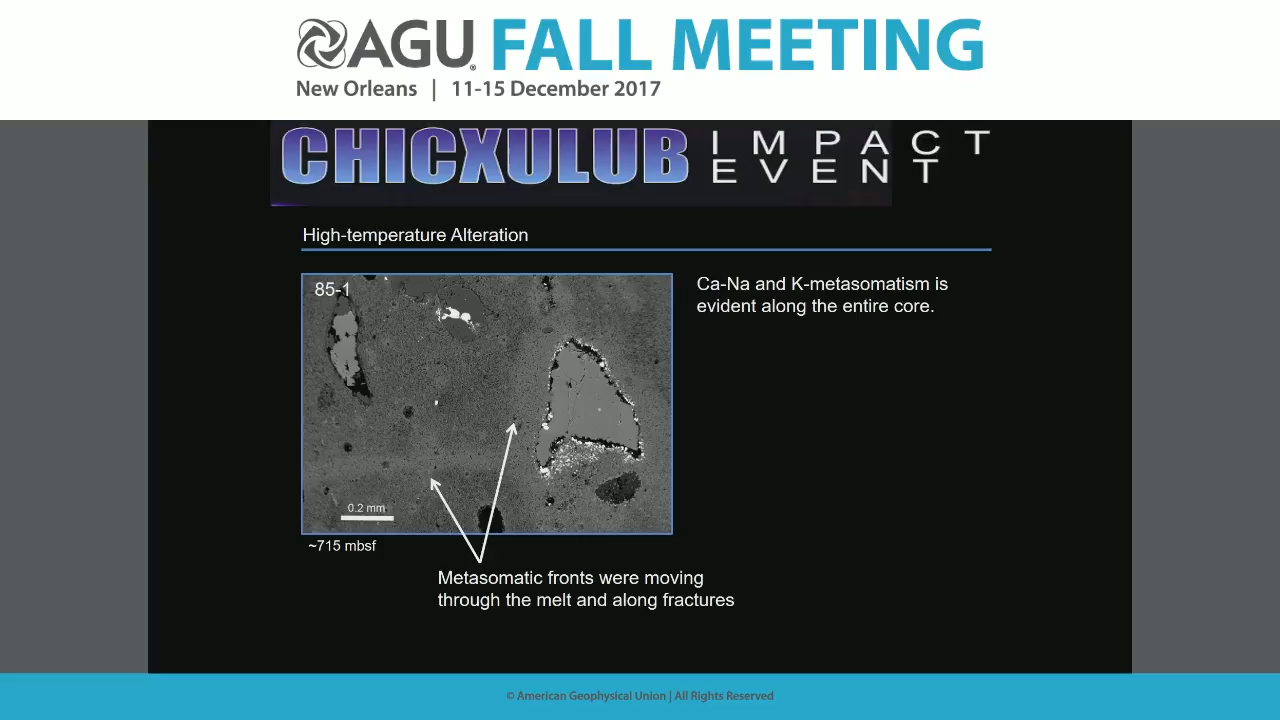 AGU FALL MEETING
New Orleans | 11-15 December 2017
CHICXULUB IMPACT EVENT
High-temperature Alteration
85-1
Ca-Na and K-metasomatism is
evident along the entire core.
0.2 mm
~715 mbsf
Metasomatic fronts were moving
through the melt and along fractures
© American Geophysical Union | All Rights Reserved